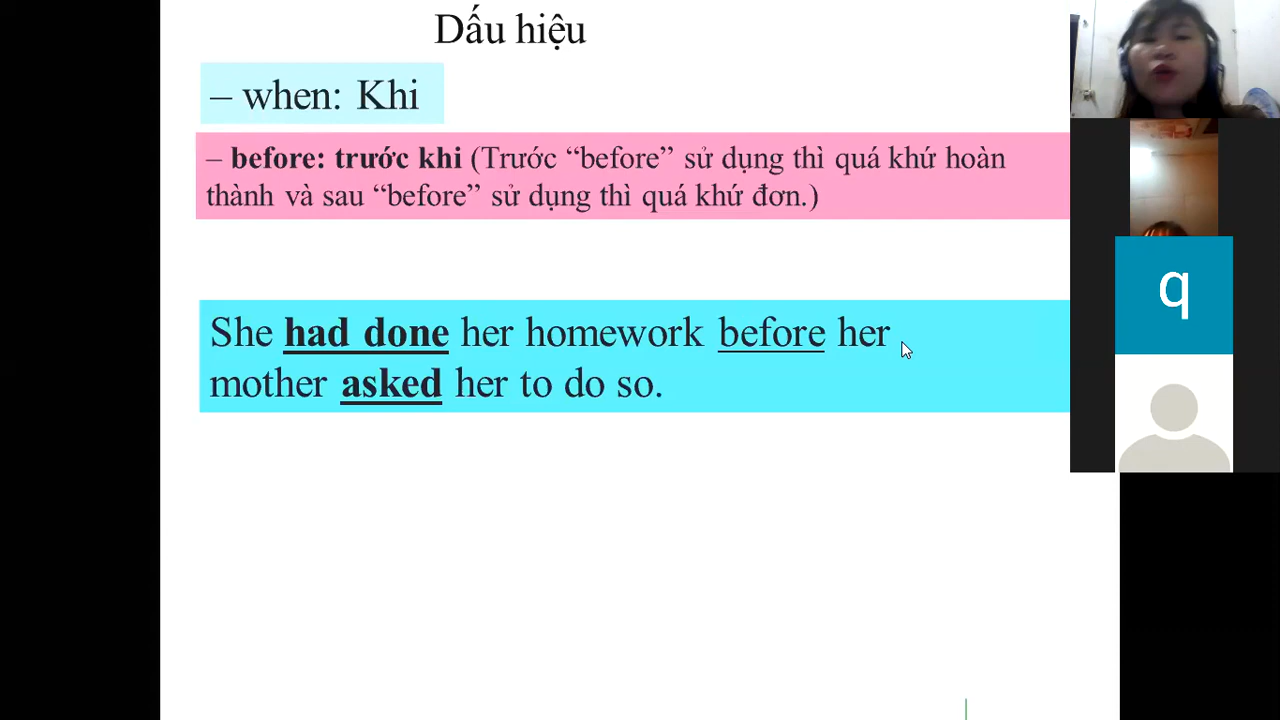 Dấu hiệu
– when: Khi
– before: trước khi (Trước “before” sử dụng thì quá khứ hoàn
thành và sau “before” sử dụng thì quá khứ đơn.)
She had done her homework before her
mother asked her to do so.
q